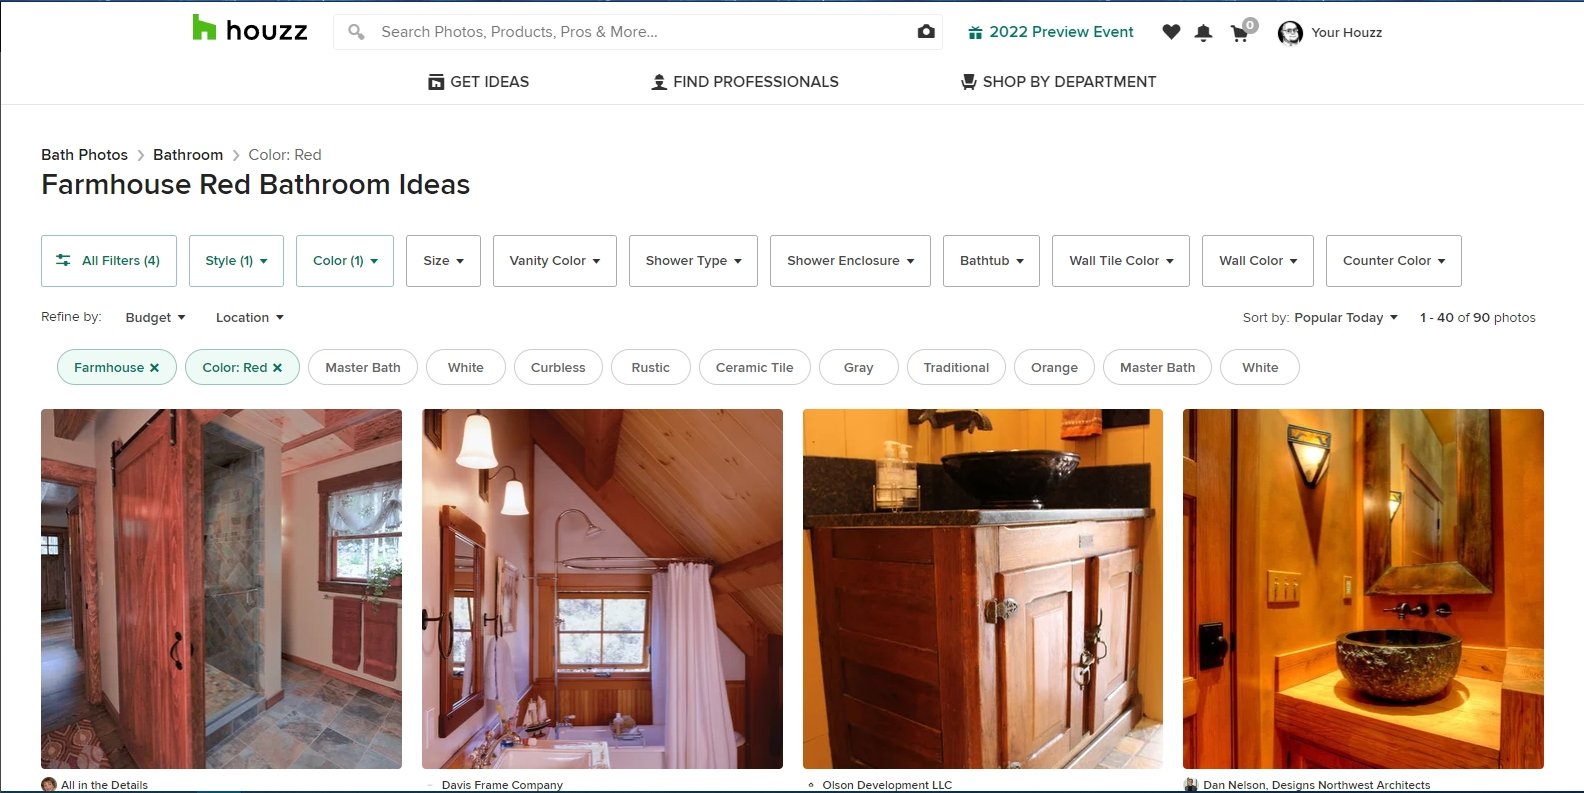 houzz
Search Photos, Products, Pros & More...
2022 Preview Event
0
Your Houzz
GET IDEAS
FIND PROFESSIONALS
SHOP BY DEPARTMENT
Bath Photos
Bathroom
Color: Red
Farmhouse Red Bathroom Ideas
All Filters (4)
Style (1)
Color (1)
Size
Vanity Color
Shower Type
Shower Enclosure
Bathtub
Wall Tile Color
Wall Color
Counter Color
Refine by:
Budget
Location
Sort by: Popular Today
1 - 40 of 90 photos
Farmhouse
Color: Red
Master Bath
White
Curbless
Rustic
Ceramic Tile
Gray
Traditional
Orange
Master Bath
White
All in the Details
Davis Frame Company
Olson Development LLC
Dan Nelson, Designs Northwest Architects